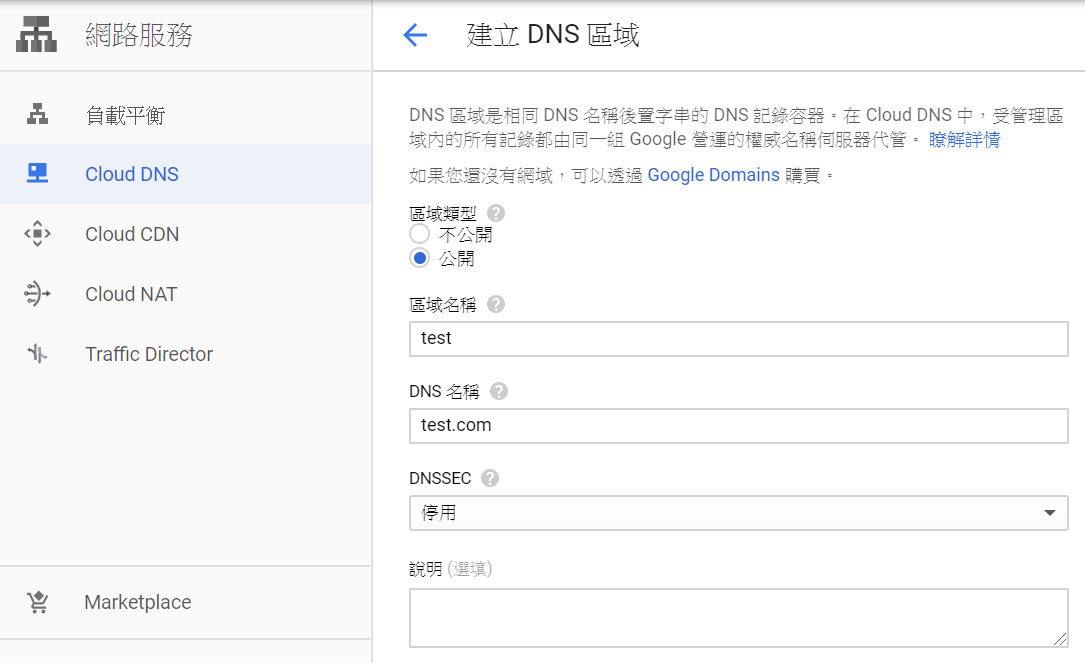 網路服務
負載平衡
Cloud DNS
Cloud CDN
Cloud NAT
Traffic Director
Marketplace
建立 DNS 區域
DNS 區域是相同 DNS 名稱後置字串的 DNS 記錄容器。在 Cloud DNS 中，受管理區
域內的所有記錄都由同一組 Google 營運的權威名稱伺服器代管。 瞭解詳情
如果您還沒有網域，可以透過 Google Domains 購買。
區域類型 ?
不公開
公開
區域名稱 ?
test
DNS 名稱 ?
test.com
DNSSEC ?
停用
說明 (選填)